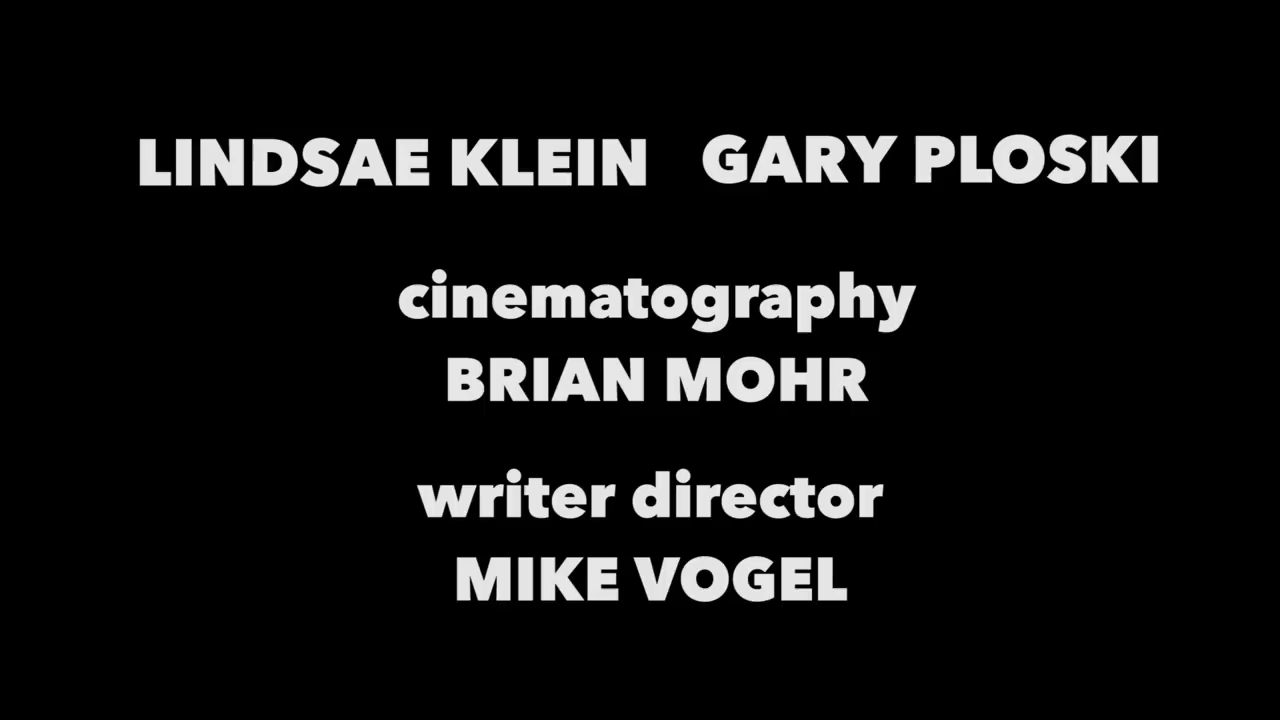 LINDSAE KLEIN GARY PLOSKI
cinematography
BRIAN MOHR
writer director
MIKE VOGEL